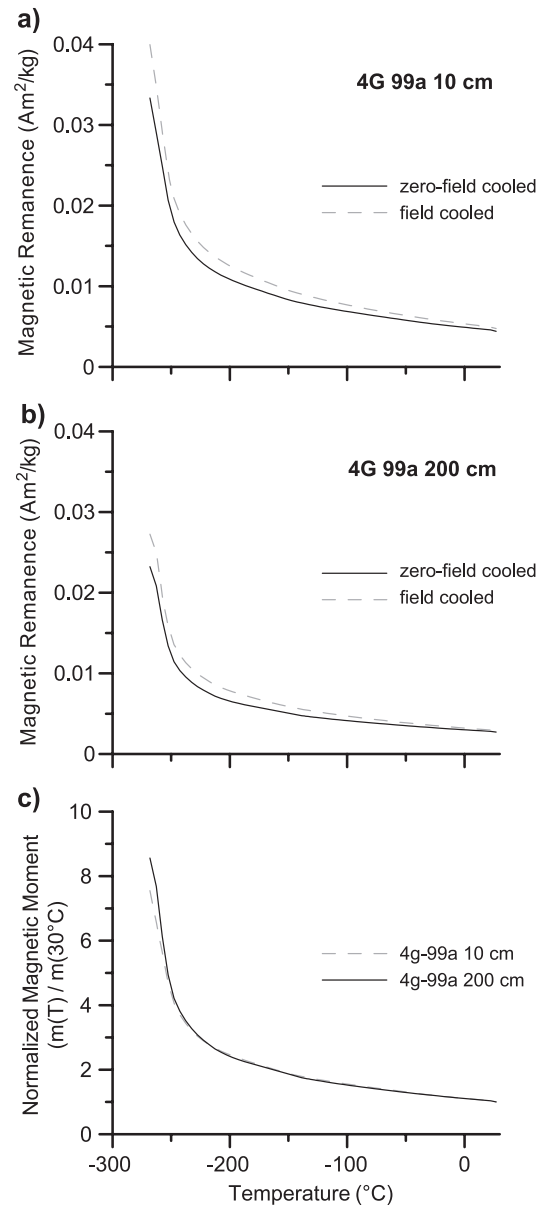 a)
4G 99a 10 cm
Magnetic Remanence (Am²/kg)
0.04
0.03
0.02
0.01
0
zero-field cooled
field cooled
b)
4G 99a 200 cm
Magnetic Remanence (Am²/kg)
0.04
0.03
0.02
0.01
0
zero-field cooled
field cooled
c)
Normalized Magnetic Moment
(m(T) / m(30°C)
10
8
6
4
2
0
4g-99a 10 cm
4g-99a 200 cm
-300 -200 -100 0
Temperature (°C)